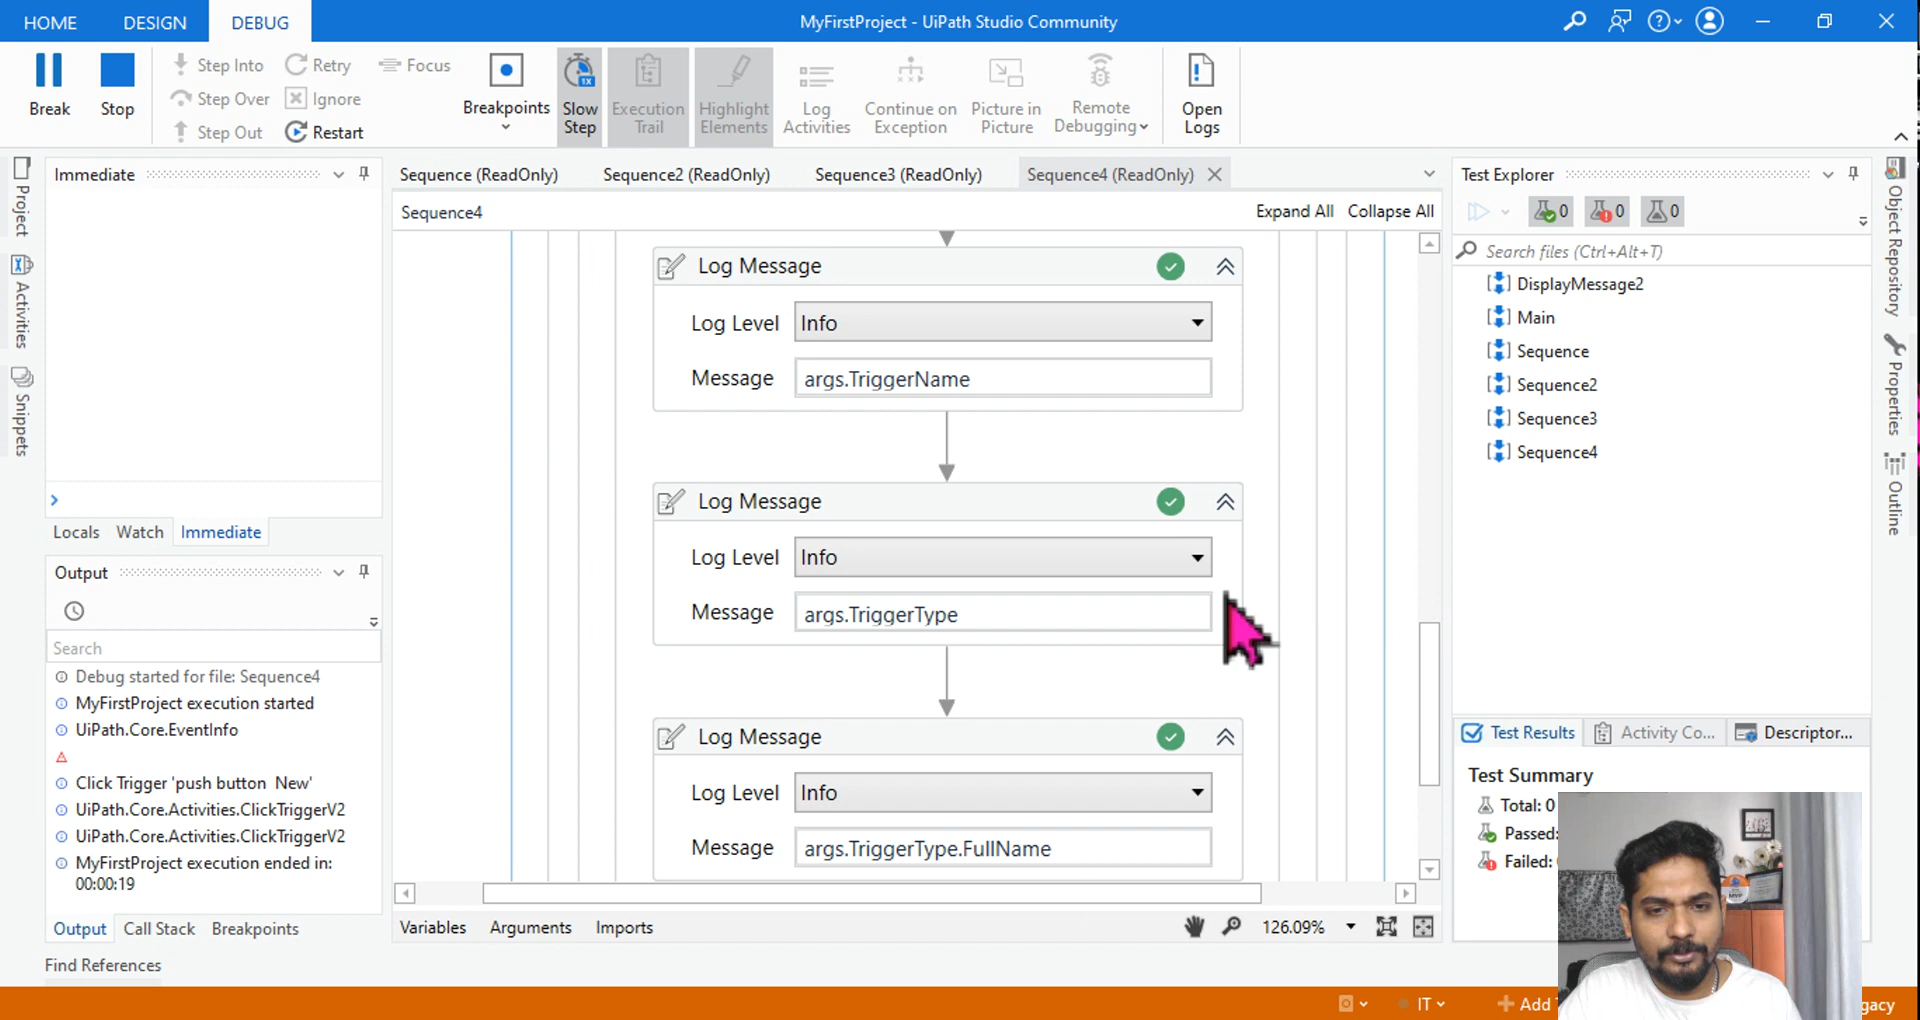 HOME
DESIGN
DEBUG
MyFirstProject - UiPath Studio Community
Break
Stop
Step Into
Step Over
Step Out
Retry
Ignore
Restart
Focus
Breakpoints
Slow
Step
1X
Execution
Trail
Highlight
Elements
Log
Activities
Continue on
Exception
Picture in
Picture
Remote
Debugging
Open
Logs
Project
Activities
Snippets
Immediate
Locals
Watch
Immediate
Output
Search
Debug started for file: Sequence4
MyFirstProject execution started
UiPath.Core.EventInfo
Click Trigger 'push button  New'
UiPath.Core.Activities.ClickTriggerV2
UiPath.Core.Activities.ClickTriggerV2
MyFirstProject execution ended in:
00:00:19
Output
Call Stack
Breakpoints
Find References
Sequence (ReadOnly)
Sequence2 (ReadOnly)
Sequence3 (ReadOnly)
Sequence4 (ReadOnly)
Sequence4
Expand All
Collapse All
Log Message
Log Level
Info
Message
args.TriggerName
Log Message
Log Level
Info
Message
args.TriggerType
Log Message
Log Level
Info
Message
args.TriggerType.FullName
Variables
Arguments
Imports
126.09%
Test Explorer
0
0
0
Search files (Ctrl+Alt+T)
DisplayMessage2
Main
Sequence
Sequence2
Sequence3
Sequence4
Test Results
Activity Co...
Descriptor...
Test Summary
Total: 0
Passed:
Failed:
Object Repository
Properties
Outline
IT
Add
gacy